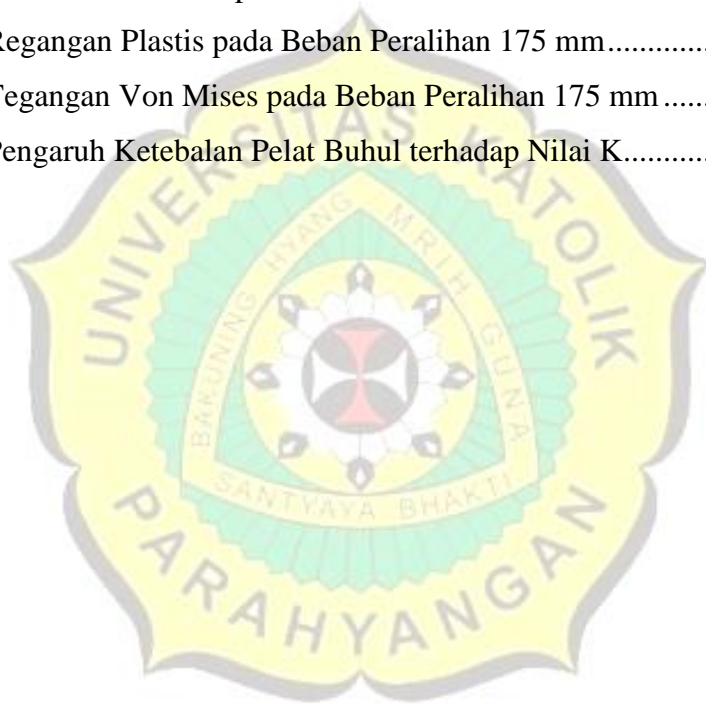 Regangan Plastis pada Beban Peralihan 175 mm.............
Tegangan Von Mises pada Beban Peralihan 175 mm......
Pengaruh Ketebalan Pelat Buhul terhadap Nilai K...........
UNIVERSITAS KATOLIK
PARAHYANGAN
BAKUNING HYANG MRIH GUNA
SANTYAYA BHAKTI